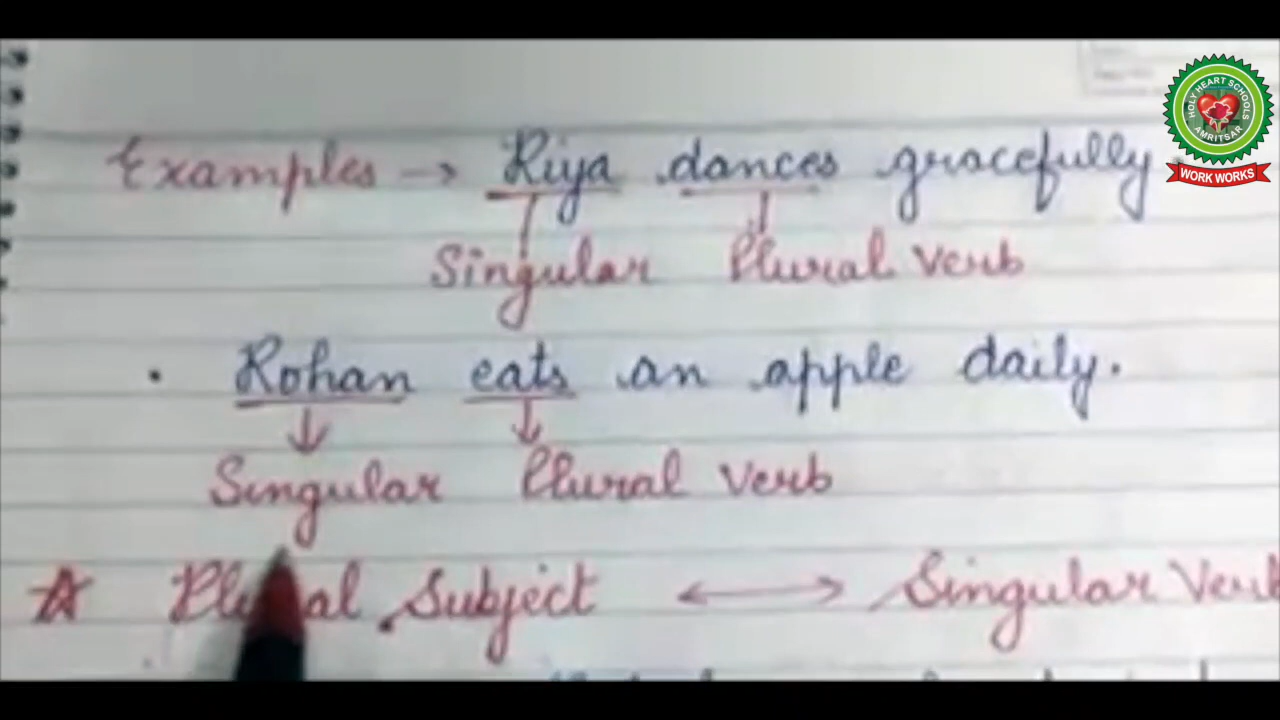 Examples → Riya dances gracefully.
Singular Plural verb
• Rohan eats an apple daily.
Singular Plural verb
☆ Plural Subject ⟷ Singular Verb
HOLY HEART SCHOOLS
AMRITSAR
WORK WORKS